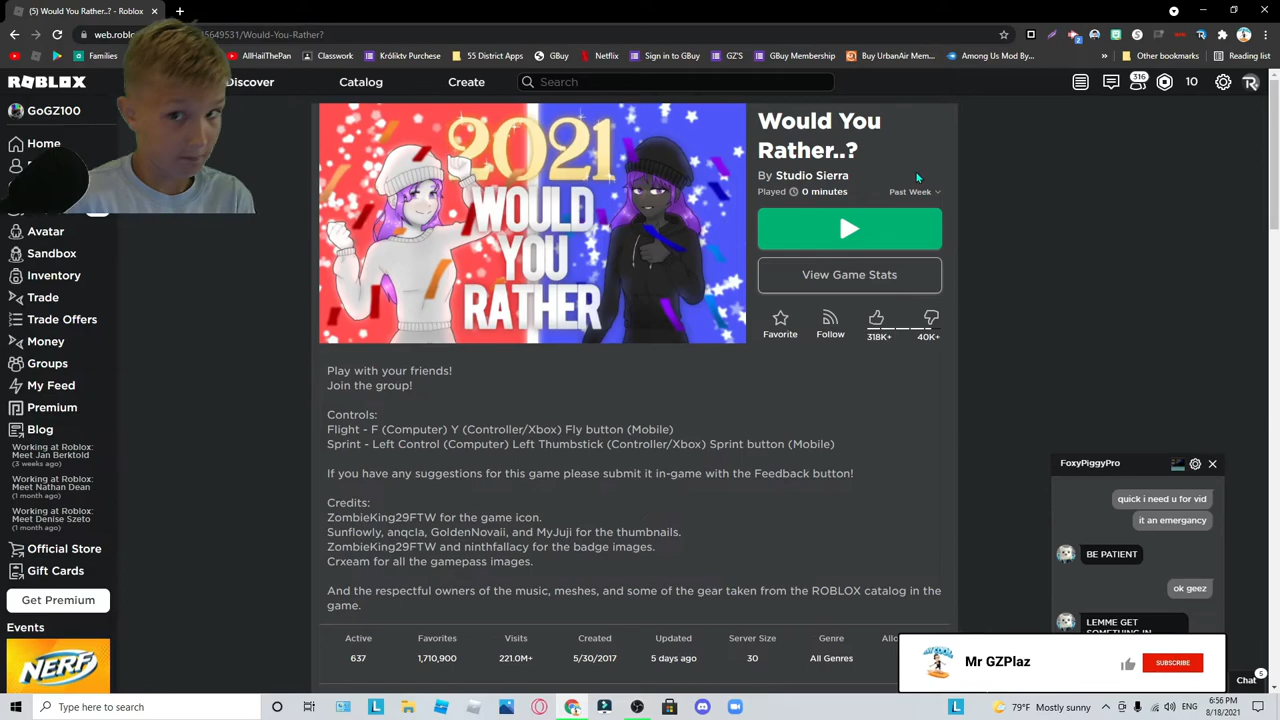 (5) Would You Rather..? - Roblox
web.roblox.com
5649531/Would-You-Rather?
Families
AllHailThePan
Classwork
Króliktv Purchese
55 District Apps
GBuy
Netflix
Sign in to GBuy
GZ'S
GBuy Membership
Buy UrbanAir Mem...
Among Us Mod By...
Other bookmarks
Reading list
ROBLOX
Discover
Catalog
Create
Search
316
10
GoGZ100
Home
Avatar
Sandbox
Inventory
Trade
Trade Offers
Money
Groups
My Feed
Premium
Blog
Working at Roblox:
Meet Jan Berktold
(3 weeks ago)
Working at Roblox:
Meet Nathan Dean
(1 month ago)
Working at Roblox:
Meet Denise Szeto
(1 month ago)
Official Store
Gift Cards
Get Premium
Events
NERF
2021
WOULD
YOU
RATHER
Would You
Rather..?
By Studio Sierra
Played 0 minutes
Past Week
View Game Stats
Favorite
Follow
318K+
40K+
Play with your friends!
Join the group!
Controls:
Flight - F (Computer) Y (Controller/Xbox) Fly button (Mobile)
Sprint - Left Control (Computer) Left Thumbstick (Controller/Xbox) Sprint button (Mobile)
If you have any suggestions for this game please submit it in-game with the Feedback button!
Credits:
ZombieKing29FTW for the game icon.
Sunflowly, anqcla, GoldenNovaii, and MyJuji for the thumbnails.
ZombieKing29FTW and ninthfallacy for the badge images.
Crxeam for all the gamepass images.
And the respectful owners of the music, meshes, and some of the gear taken from the ROBLOX catalog in the
game.
Active
Favorites
Visits
Created
Updated
Server Size
Genre
637
1,710,900
221.0M+
5/30/2017
5 days ago
30
All Genres
FoxyPiggyPro
quick i need u for vid
it an emergancy
BE PATIENT
ok geez
LEMME GET
SOMETHING IN
Mr GZPlaz
SUBSCRIBE
Chat
5
Type here to search
79°F Mostly sunny
6:56 PM
8/18/2021